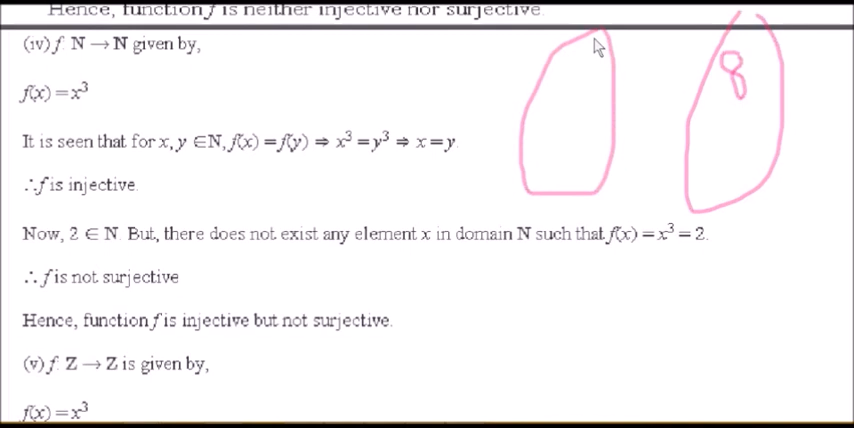 Hence, function f is neither injective nor surjective.
(iv) f: N → N given by,
8
f(x) = x³
It is seen that for x, y ∈N, f(x) = f(y) ⇒ x³ = y³ ⇒ x = y.
∴f is injective.
Now, 2 ∈ N. But, there does not exist any element x in domain N such that f(x) = x³ = 2.
∴ f is not surjective
Hence, function f is injective but not surjective.
(v) f: Z → Z is given by,
f(x) = x³